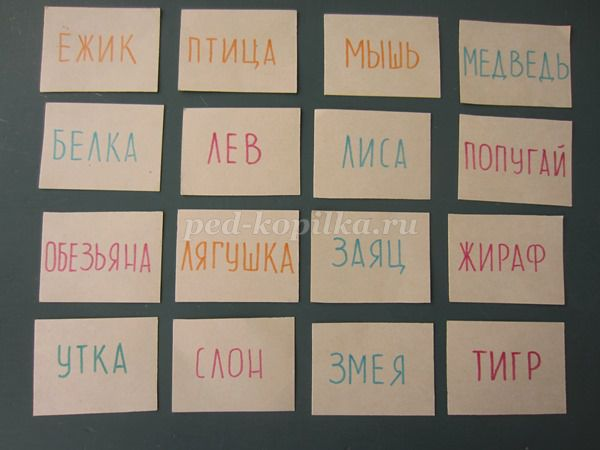 ЁЖИК ПТИЦА МЫШЬ МЕДВЕДЬ
БЕЛКА ЛЕВ ЛИСА ПОПУГАЙ
ped-kopilka.ru
ОБЕЗЬЯНА ЛЯГУШКА ЗАЯЦ ЖИРАФ
УТКА СЛОН ЗМЕЯ ТИГР